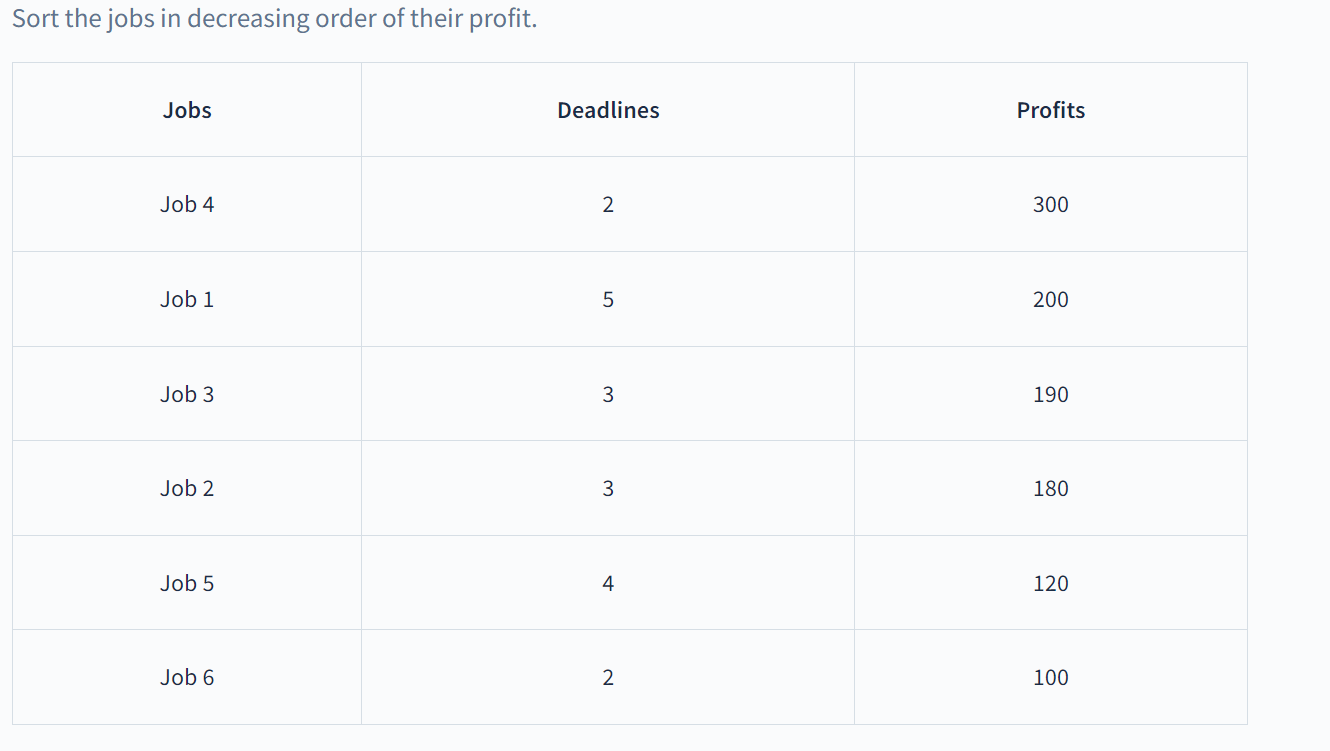 Sort the jobs in decreasing order of their profit.
Jobs Deadlines Profits
Job 4 2 300
Job 1 5 200
Job 3 3 190
Job 2 3 180
Job 5 4 120
Job 6 2 100